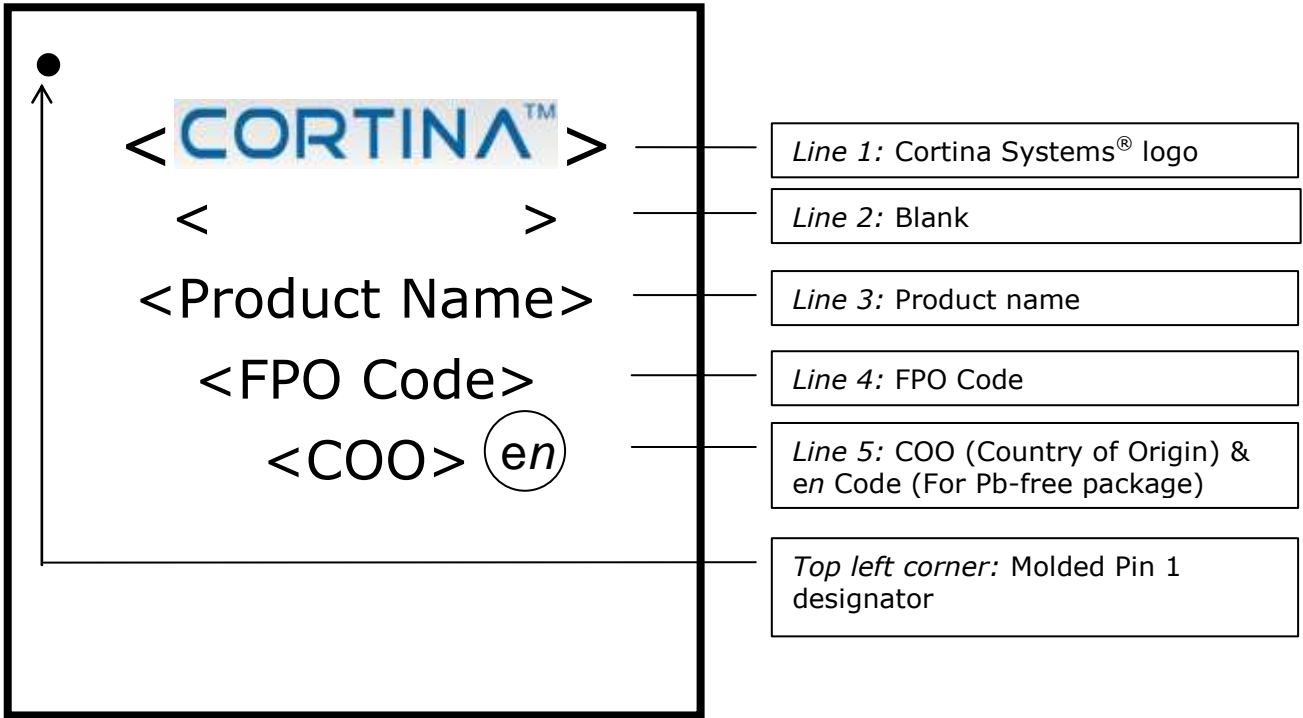 <CORTINA™>
< >
<Product Name>
<FPO Code>
<COO> en
Line 1: Cortina Systems® logo
Line 2: Blank
Line 3: Product name
Line 4: FPO Code
Line 5: COO (Country of Origin) &
en Code (For Pb-free package)
Top left corner: Molded Pin 1
designator